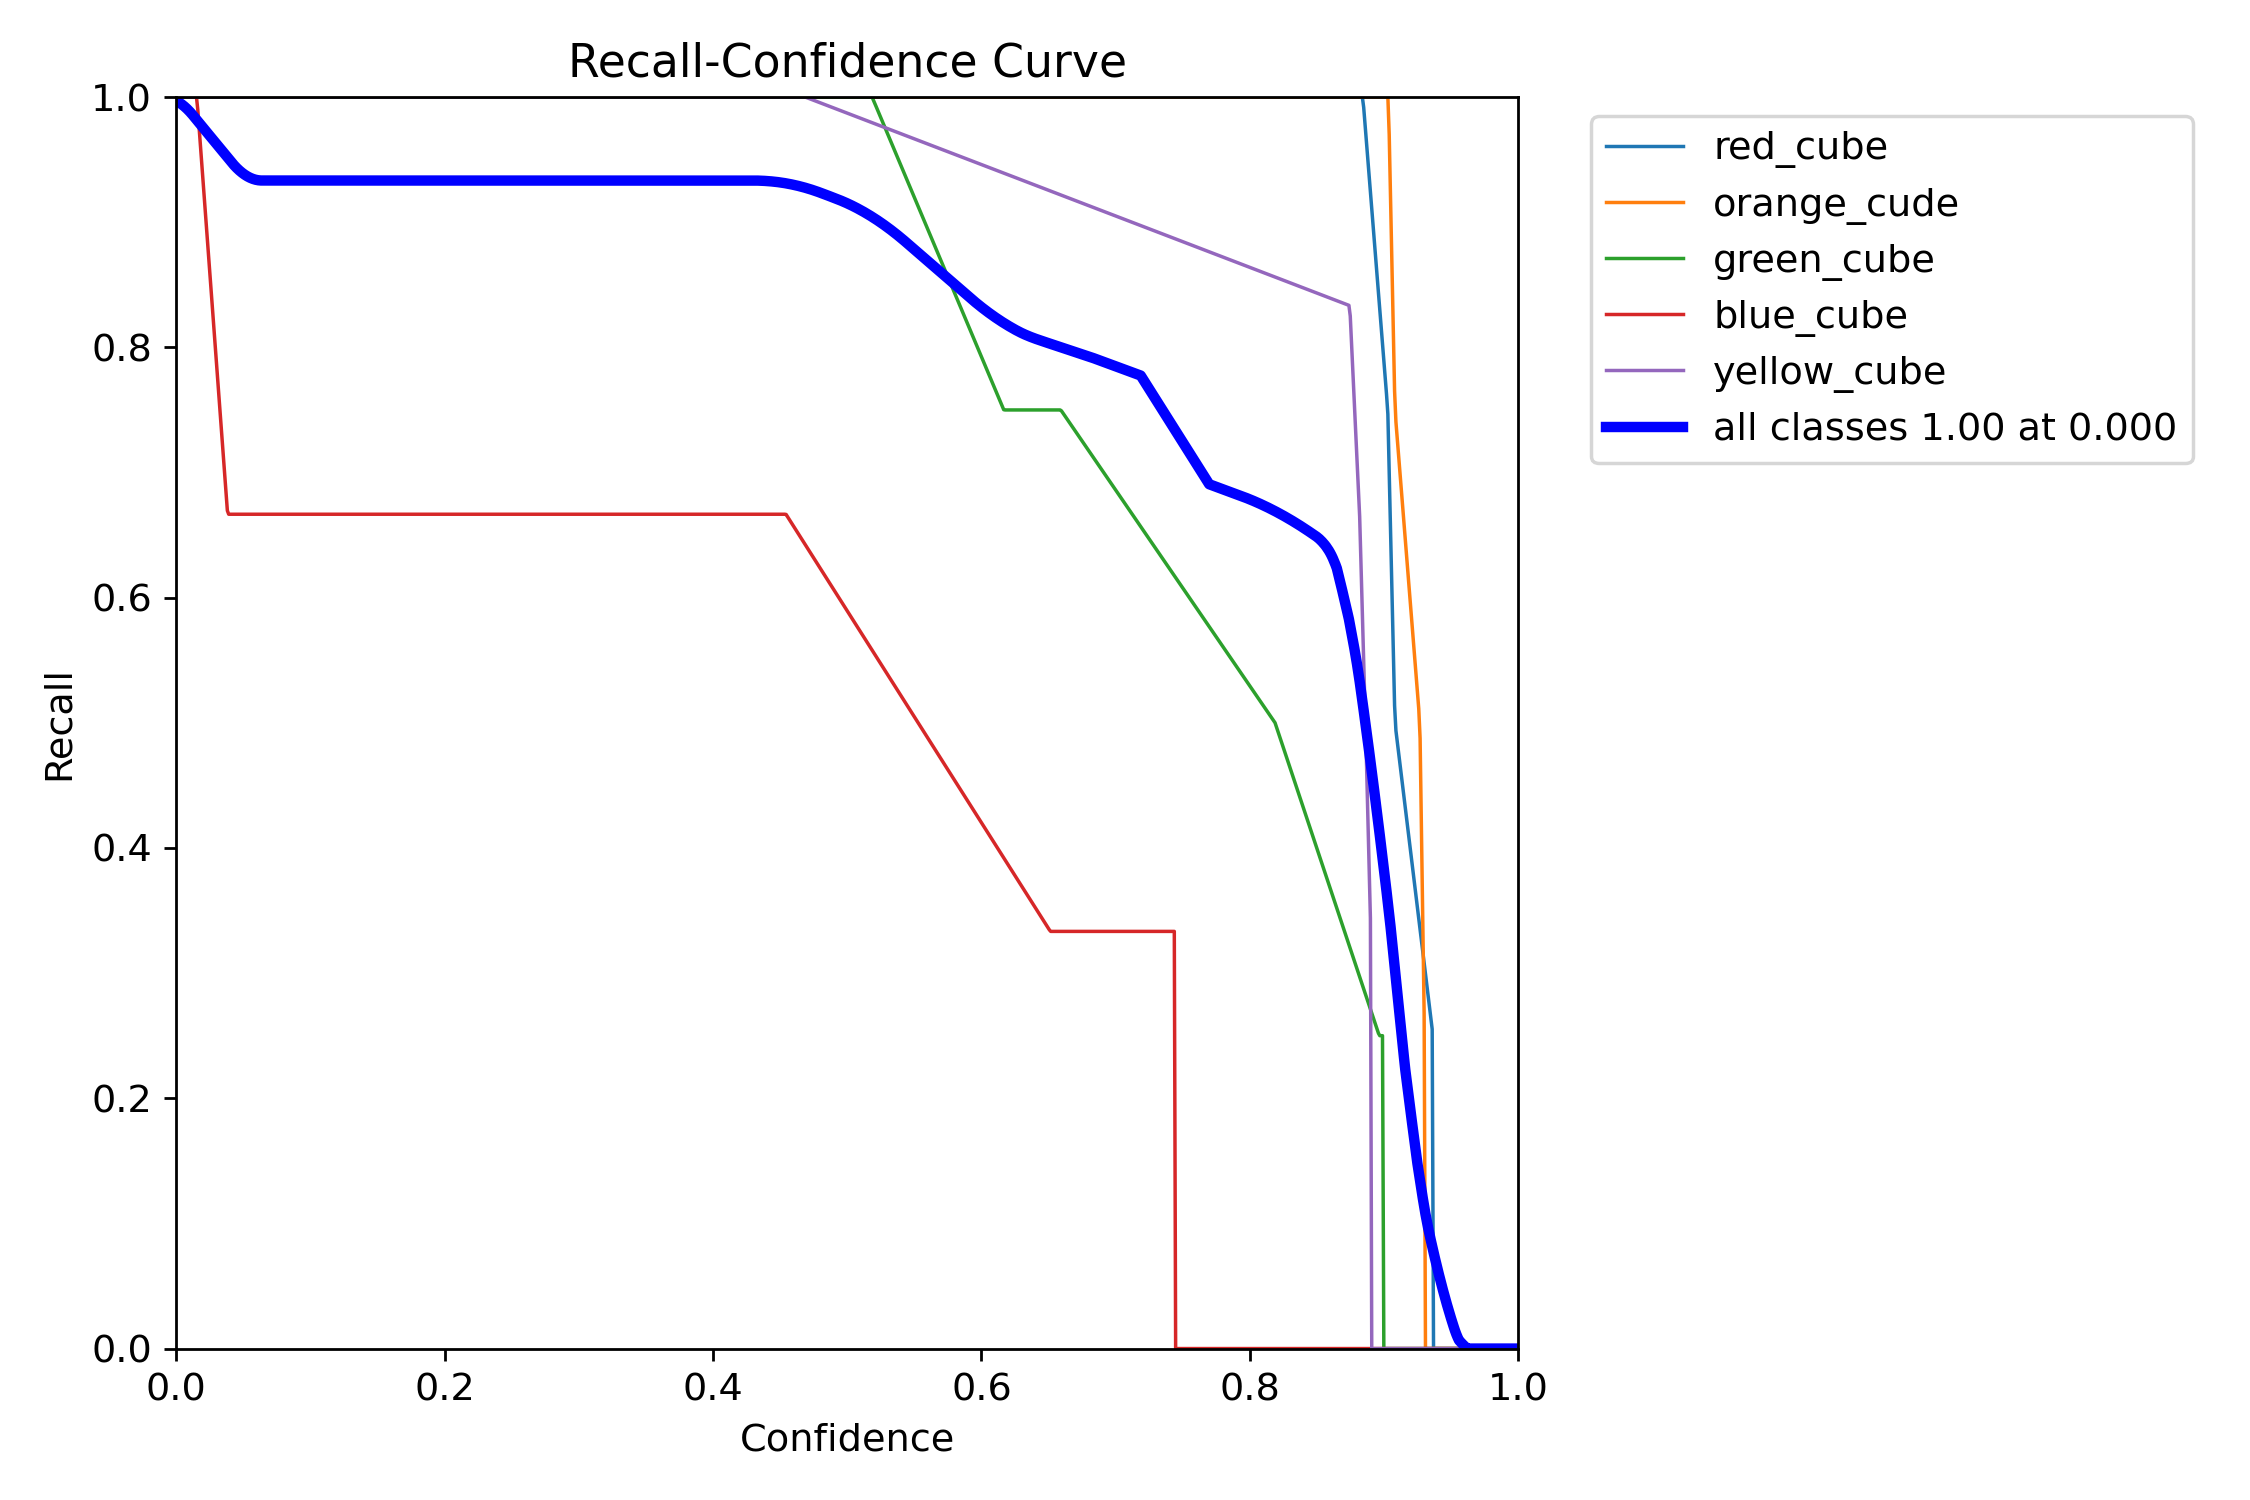 Recall-Confidence Curve
1.0
0.8
0.6
0.4
0.2
0.0
Recall
0.0 0.2 0.4 0.6 0.8 1.0
Confidence
red_cube
orange_cude
green_cube
blue_cube
yellow_cube
all classes 1.00 at 0.000